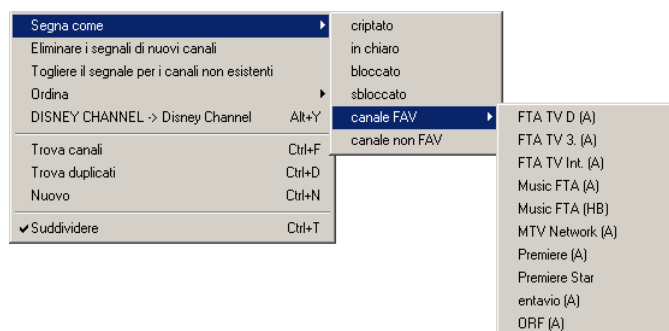 Segna come
Eliminare i segnali di nuovi canali
Togliere il segnale per i canali non esistenti
Ordina
DISNEY CHANNEL -> Disney Channel Alt+Y
Trova canali Ctrl+F
Trova duplicati Ctrl+D
Nuovo Ctrl+N
Suddividere Ctrl+T
criptato
in chiaro
bloccato
sbloccato
canale FAV
canale non FAV
FTA TV D (A)
FTA TV 3. (A)
FTA TV Int. (A)
Music FTA (A)
Music FTA (HB)
MTV Network (A)
Premiere (A)
Premiere Star
entavio (A)
ORF (A)